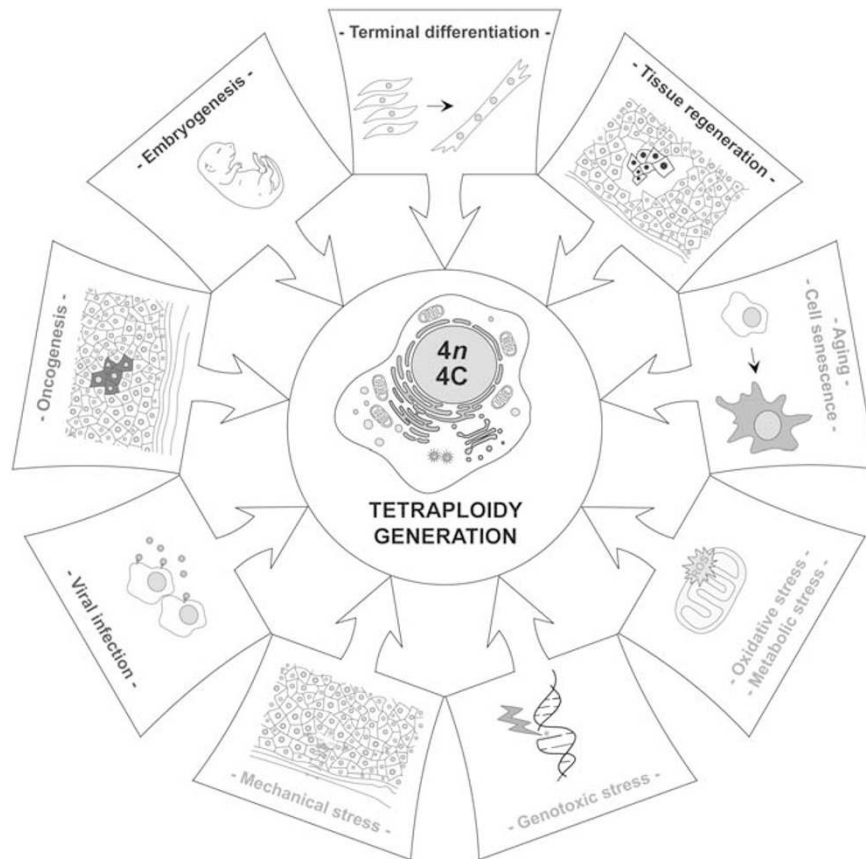 - Terminal differentiation -
- Tissue regeneration -
- Aging -
- Cell senescence -
- Oxidative stress -
- Metabolic stress -
- Genotoxic stress -
- Mechanical stress -
- Viral infection -
- Oncogenesis -
- Embryogenesis -
4n
4C
TETRAPLOIDY
GENERATION